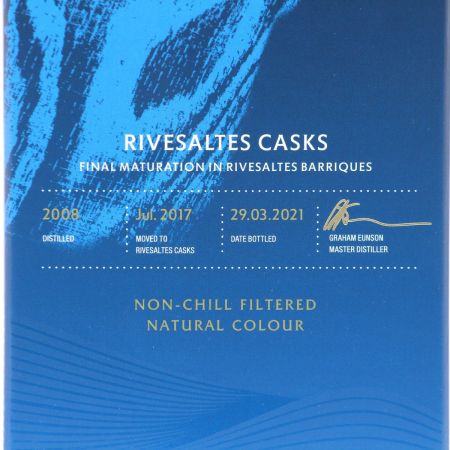 RIVESALTES CASKS
FINAL MATURATION IN RIVESALTES BARRIQUES
2008 Jul. 2017 29.03.2021
DISTILLED MOVED TO DATE BOTTLED GRAHAM EUNSON
RIVESALTES CASKS MASTER DISTILLER
NON-CHILL FILTERED
NATURAL COLOUR